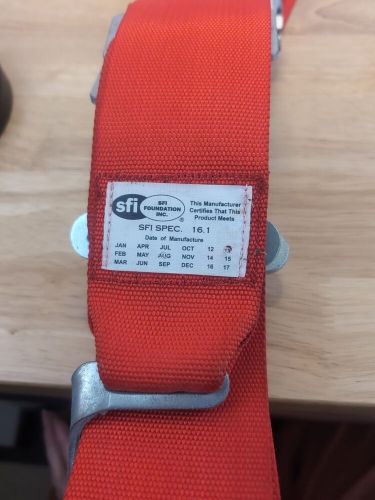 sfi
SFI
FOUNDATION
INC.
®
This Manufacturer
Certifies That This
Product Meets
SFI SPEC. 16.1
Date of Manufacture
JAN APR JUL OCT 12
FEB MAY AUG NOV 14 15
MAR JUN SEP DEC 16 17